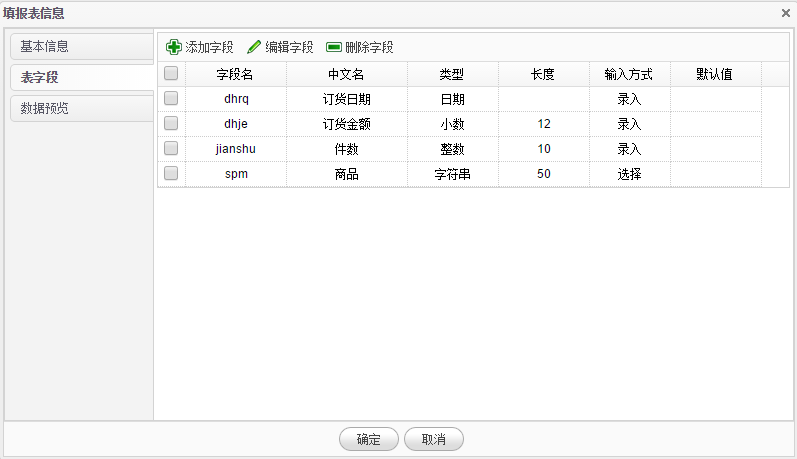 填报表信息
基本信息
表字段
数据预览
添加字段 编辑字段 删除字段
字段名 中文名 类型 长度 输入方式 默认值
dhrq 订货日期 日期 录入
dhje 订货金额 小数 12 录入
jianshu 件数 整数 10 录入
spm 商品 字符串 50 选择
确定 取消